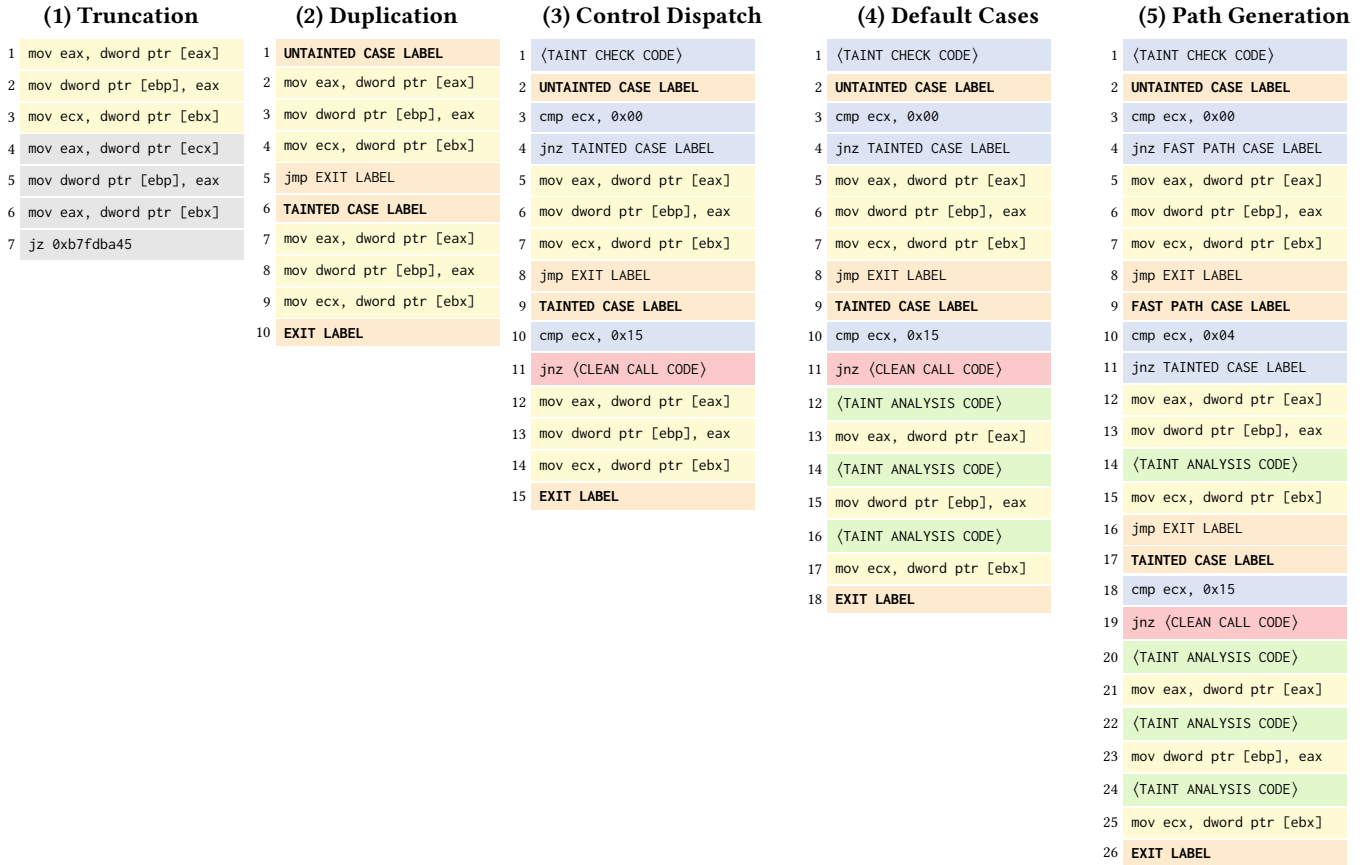 (1) Truncation
1 mov eax, dword ptr [eax]
2 mov dword ptr [ebp], eax
3 mov ecx, dword ptr [ebx]
4 mov eax, dword ptr [ecx]
5 mov dword ptr [ebp], eax
6 mov eax, dword ptr [ebx]
7 jz 0xb7fdba45
(2) Duplication
1 UNTAINTED CASE LABEL
2 mov eax, dword ptr [eax]
3 mov dword ptr [ebp], eax
4 mov ecx, dword ptr [ebx]
5 jmp EXIT LABEL
6 TAINTED CASE LABEL
7 mov eax, dword ptr [eax]
8 mov dword ptr [ebp], eax
9 mov ecx, dword ptr [ebx]
10 EXIT LABEL
(3) Control Dispatch
1 ⟨TAINT CHECK CODE⟩
2 UNTAINTED CASE LABEL
3 cmp ecx, 0x00
4 jnz TAINTED CASE LABEL
5 mov eax, dword ptr [eax]
6 mov dword ptr [ebp], eax
7 mov ecx, dword ptr [ebx]
8 jmp EXIT LABEL
9 TAINTED CASE LABEL
10 cmp ecx, 0x15
11 jnz ⟨CLEAN CALL CODE⟩
12 mov eax, dword ptr [eax]
13 mov dword ptr [ebp], eax
14 mov ecx, dword ptr [ebx]
15 EXIT LABEL
(4) Default Cases
1 ⟨TAINT CHECK CODE⟩
2 UNTAINTED CASE LABEL
3 cmp ecx, 0x00
4 jnz TAINTED CASE LABEL
5 mov eax, dword ptr [eax]
6 mov dword ptr [ebp], eax
7 mov ecx, dword ptr [ebx]
8 jmp EXIT LABEL
9 TAINTED CASE LABEL
10 cmp ecx, 0x15
11 jnz ⟨CLEAN CALL CODE⟩
12 ⟨TAINT ANALYSIS CODE⟩
13 mov eax, dword ptr [eax]
14 ⟨TAINT ANALYSIS CODE⟩
15 mov dword ptr [ebp], eax
16 ⟨TAINT ANALYSIS CODE⟩
17 mov ecx, dword ptr [ebx]
18 EXIT LABEL
(5) Path Generation
1 ⟨TAINT CHECK CODE⟩
2 UNTAINTED CASE LABEL
3 cmp ecx, 0x00
4 jnz FAST PATH CASE LABEL
5 mov eax, dword ptr [eax]
6 mov dword ptr [ebp], eax
7 mov ecx, dword ptr [ebx]
8 jmp EXIT LABEL
9 FAST PATH CASE LABEL
10 cmp ecx, 0x04
11 jnz TAINTED CASE LABEL
12 mov eax, dword ptr [eax]
13 mov dword ptr [ebp], eax
14 ⟨TAINT ANALYSIS CODE⟩
15 mov ecx, dword ptr [ebx]
16 jmp EXIT LABEL
17 TAINTED CASE LABEL
18 cmp ecx, 0x15
19 jnz ⟨CLEAN CALL CODE⟩
20 ⟨TAINT ANALYSIS CODE⟩
21 mov eax, dword ptr [eax]
22 ⟨TAINT ANALYSIS CODE⟩
23 mov dword ptr [ebp], eax
24 ⟨TAINT ANALYSIS CODE⟩
25 mov ecx, dword ptr [ebx]
26 EXIT LABEL